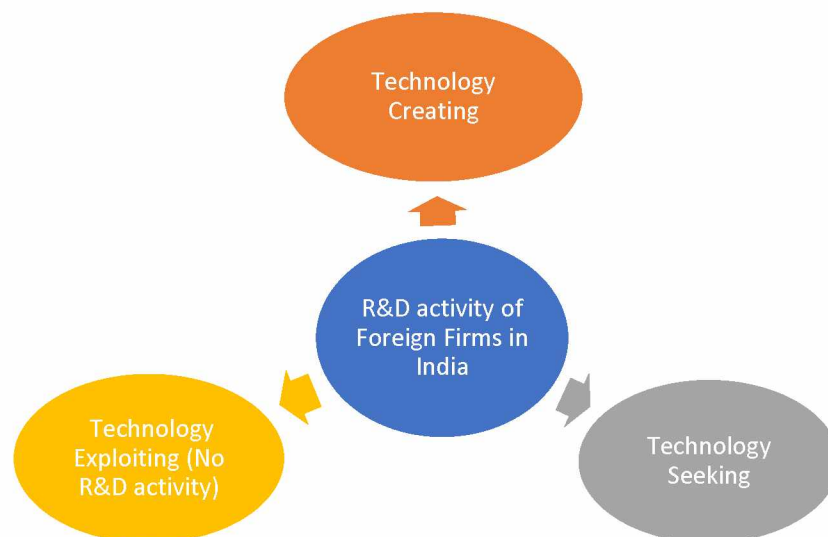 Technology
Creating
R&D activity of
Foreign Firms in
India
Technology
Exploiting (No
R&D activity)
Technology
Seeking